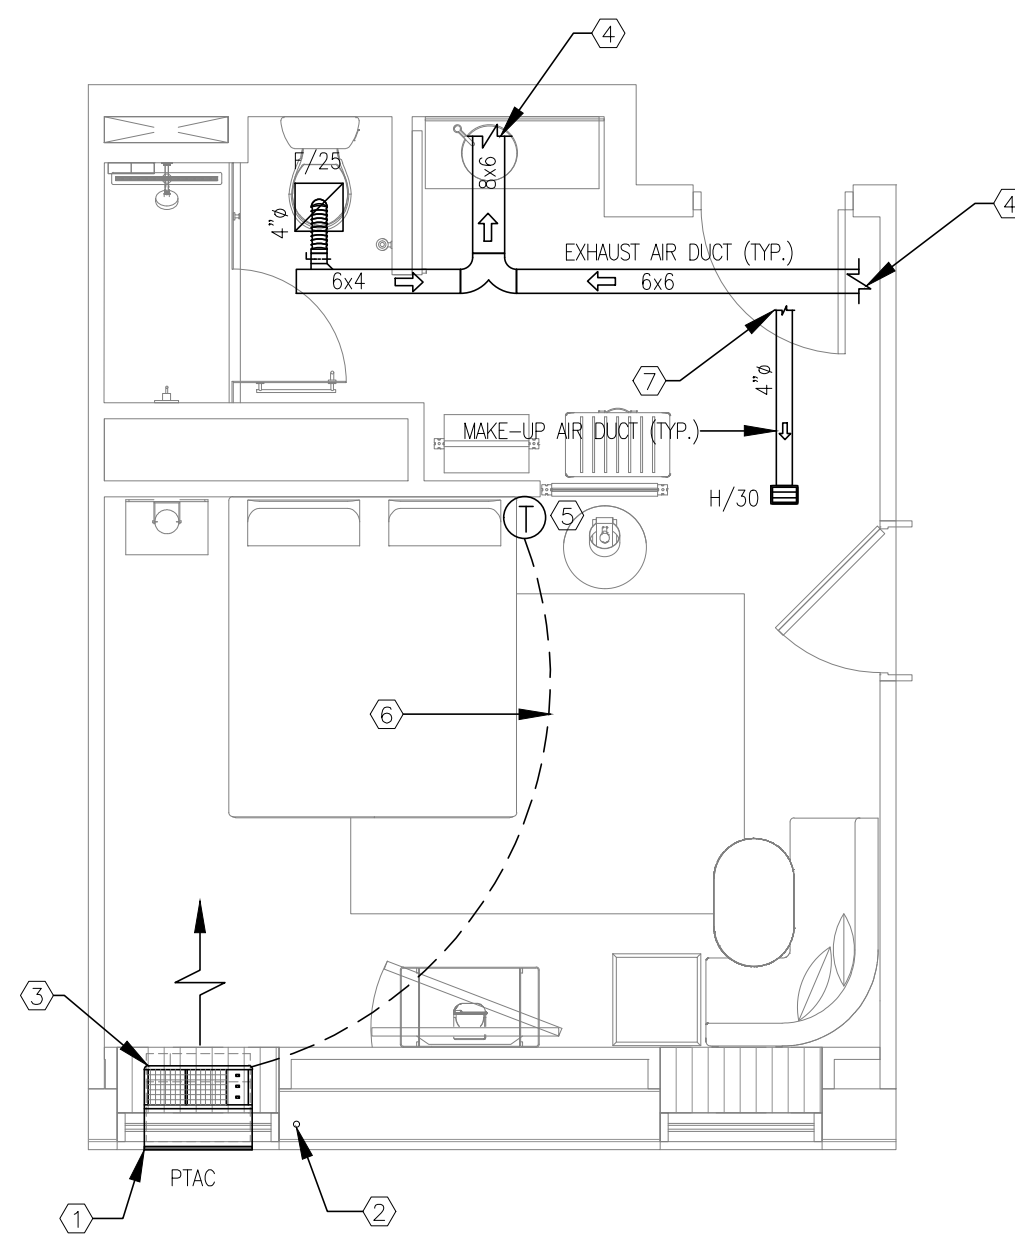 4
F/25
8x6
4"ø
4
EXHAUST AIR DUCT (TYP.)
6x4
6x6
7
4"ø
MAKE-UP AIR DUCT (TYP.)
H/30
T
5
6
3
PTAC
1
2